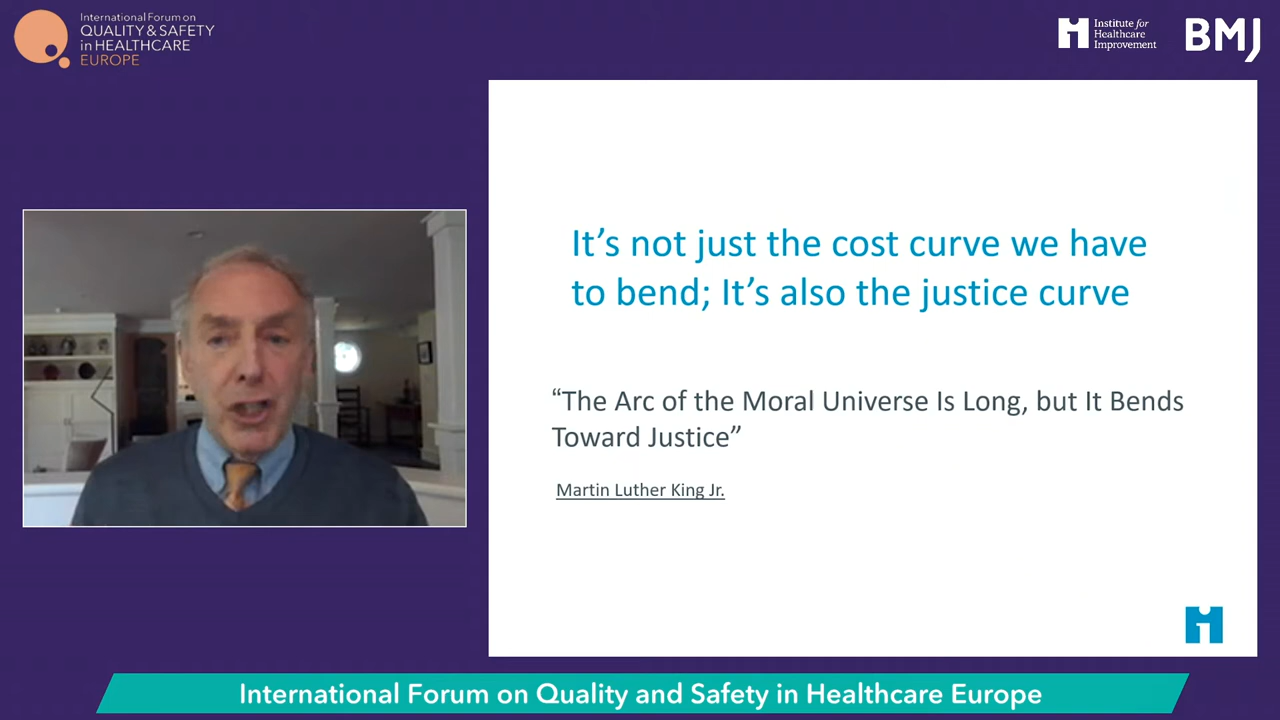 International Forum on
QUALITY & SAFETY
in HEALTHCARE
EUROPE
Institute for
Healthcare
Improvement
BMJ
It’s not just the cost curve we have
to bend; It’s also the justice curve
“The Arc of the Moral Universe Is Long, but It Bends
Toward Justice”
Martin Luther King Jr.
International Forum on Quality and Safety in Healthcare Europe